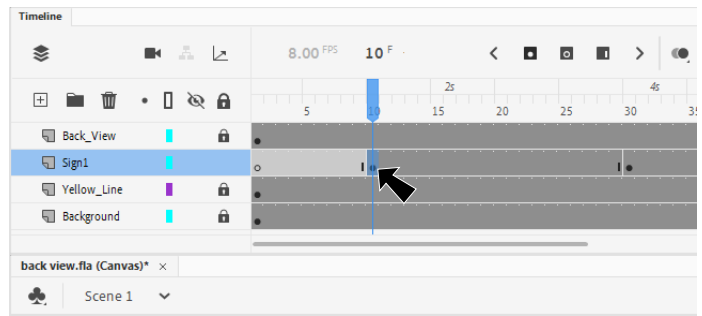 Timeline
8.00 FPS 10 F
2s 4s
5 10 15 20 25 30 35
Back_View
Sign1
Yellow_Line
Background
back view.fla (Canvas)* ×
Scene 1